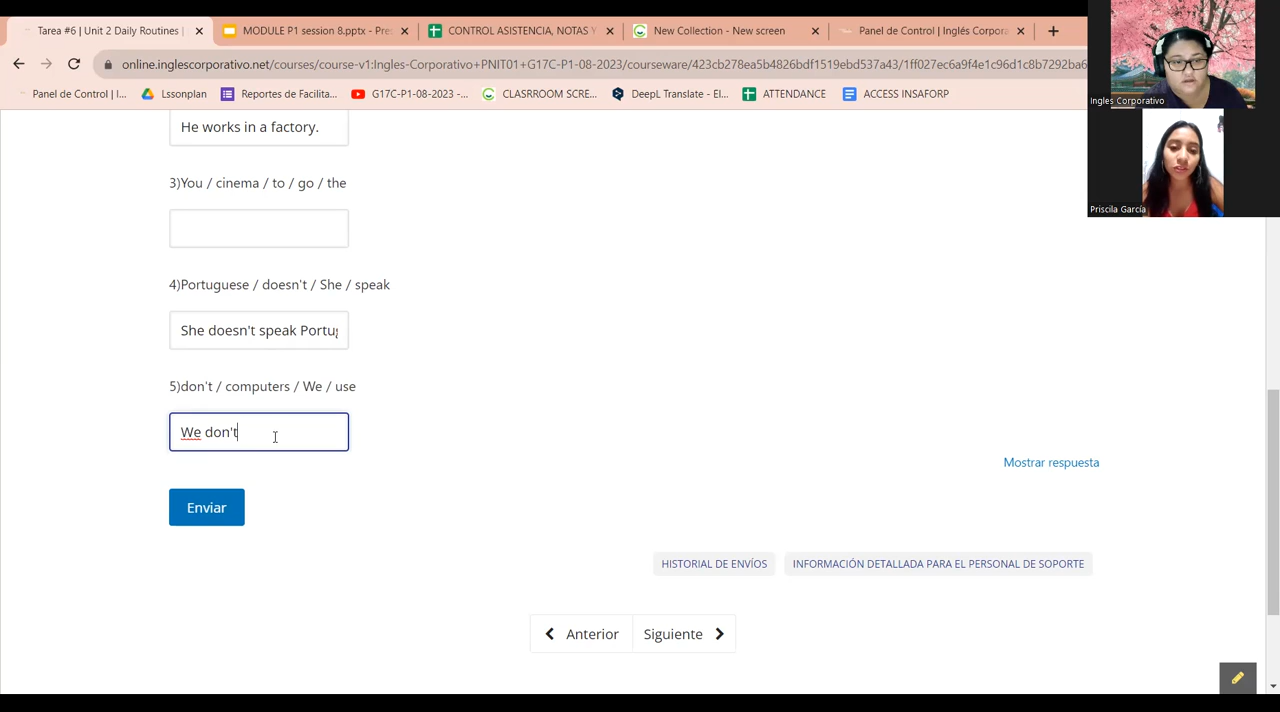 Tarea #6 | Unit 2 Daily Routines |
MODULE P1 session 8.pptx - Pre
CONTROL ASISTENCIA, NOTAS Y
New Collection - New screen
Panel de Control | Inglés Corpora
online.inglescorporativo.net/courses/course-v1:Ingles-Corporativo+PNIT01+G17C-P1-08-2023/courseware/423cb278ea5b4826bdf1519ebd537a43/1ff027ec6a9f4e1c96d1c8b7292ba6
Panel de Control | I...
Lssonplan
Reportes de Facilita...
G17C-P1-08-2023 -...
CLASRROOM SCRE...
DeepL Translate - El...
ATTENDANCE
ACCESS INSAFORP
Ingles Corporativo
Priscila García
He works in a factory.
3)You / cinema / to / go / the
4)Portuguese / doesn't / She / speak
She doesn't speak Portug
5)don't / computers / We / use
We don't
Mostrar respuesta
Enviar
HISTORIAL DE ENVÍOS
INFORMACIÓN DETALLADA PARA EL PERSONAL DE SOPORTE
Anterior
Siguiente